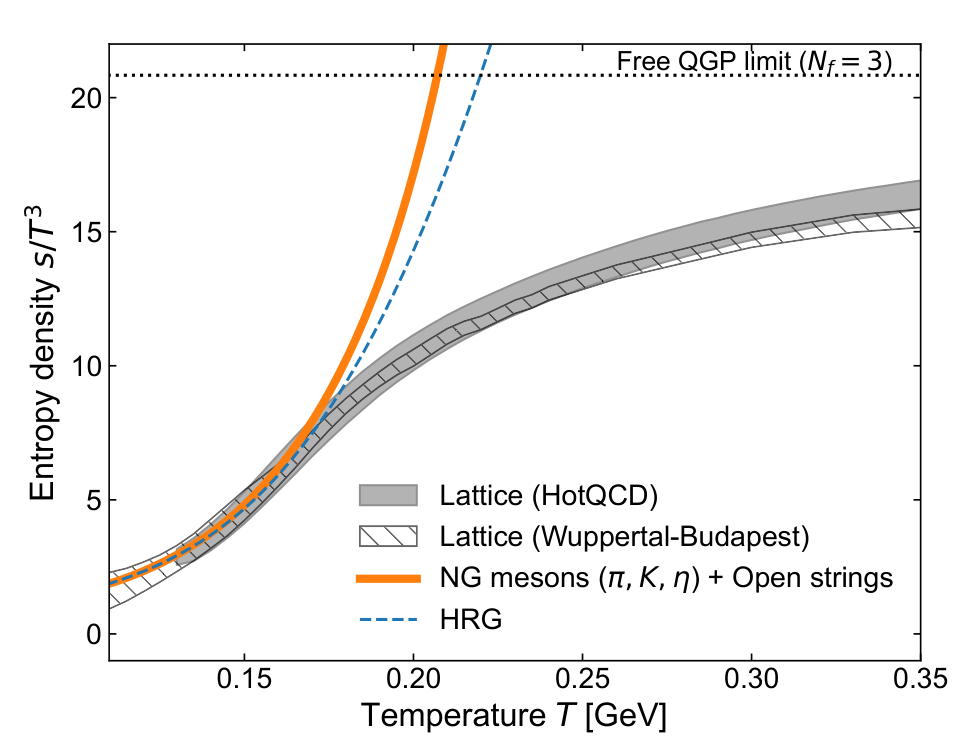 Free QGP limit (N_f = 3)
20
15
10
5
0
Entropy density s/T^3
Lattice (HotQCD)
Lattice (Wuppertal-Budapest)
NG mesons (π, K, η) + Open strings
HRG
0.15 0.20 0.25 0.30 0.35
Temperature T [GeV]